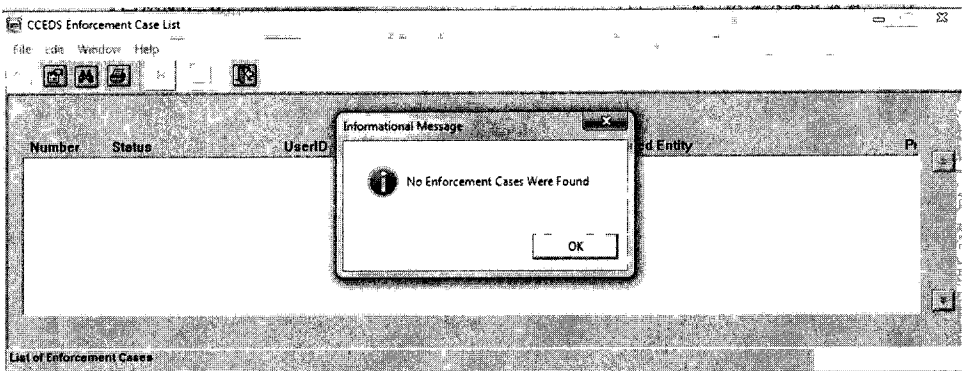 CCEDS Enforcement Case List
File Edit Window Help
Informational Message
Number Status UserID d Entity
No Enforcement Cases Were Found
OK
List of Enforcement Cases